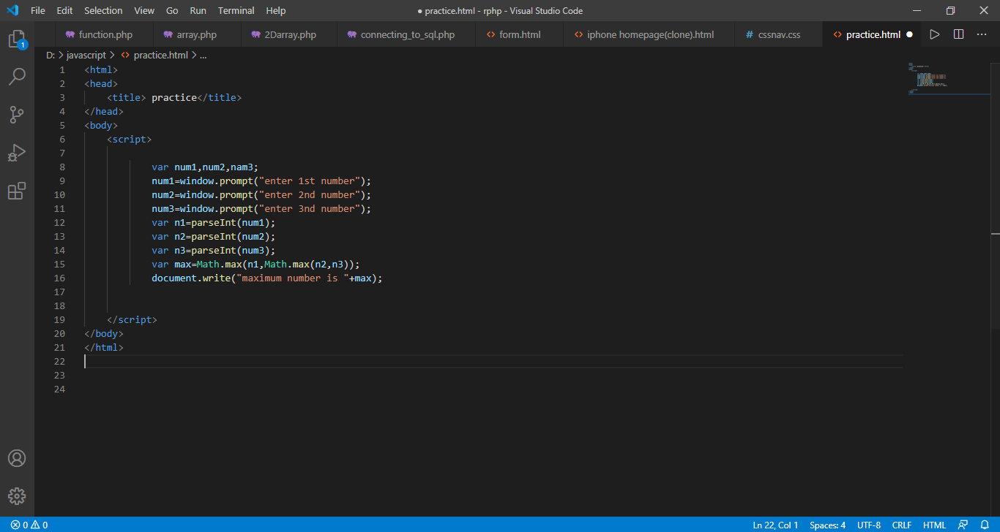 File Edit Selection View Go Run Terminal Help ● practice.html - rphp - Visual Studio Code
function.php array.php 2Darray.php connecting_to_sql.php form.html iphone homepage(clone).html # cssnav.css practice.html
1
D: > javascript > practice.html > ...
1 <html>
2 <head>
3 <title> practice</title>
4 </head>
5 <body>
6 <script>
7
8 var num1,num2,nam3;
9 num1=window.prompt("enter 1st number");
10 num2=window.prompt("enter 2nd number");
11 num3=window.prompt("enter 3nd number");
12 var n1=parseInt(num1);
13 var n2=parseInt(num2);
14 var n3=parseInt(num3);
15 var max=Math.max(n1,Math.max(n2,n3));
16 document.write("maximum number is "+max);
17
18
19 </script>
20 </body>
21 </html>
22
23
24
0 0 Ln 22, Col 1 Spaces: 4 UTF-8 CRLF HTML